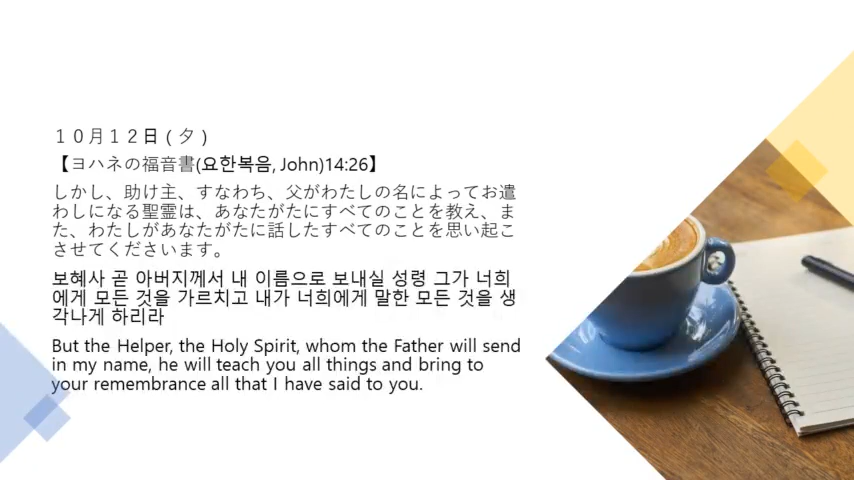 １０月１２日（夕）
【ヨハネの福音書(요한복음, John)14:26】
しかし、助け主、すなわち、父がわたしの名によってお遣
わしになる聖霊は、あなたがたにすべてのことを教え、ま
た、わたしがあなたがたに話したすべてのことを思い起こ
させてくださいます。
보혜사 곧 아버지께서 내 이름으로 보내실 성령 그가 너희
에게 모든 것을 가르치고 내가 너희에게 말한 모든 것을 생
각나게 하리라
But the Helper, the Holy Spirit, whom the Father will send
in my name, he will teach you all things and bring to
your remembrance all that I have said to you.